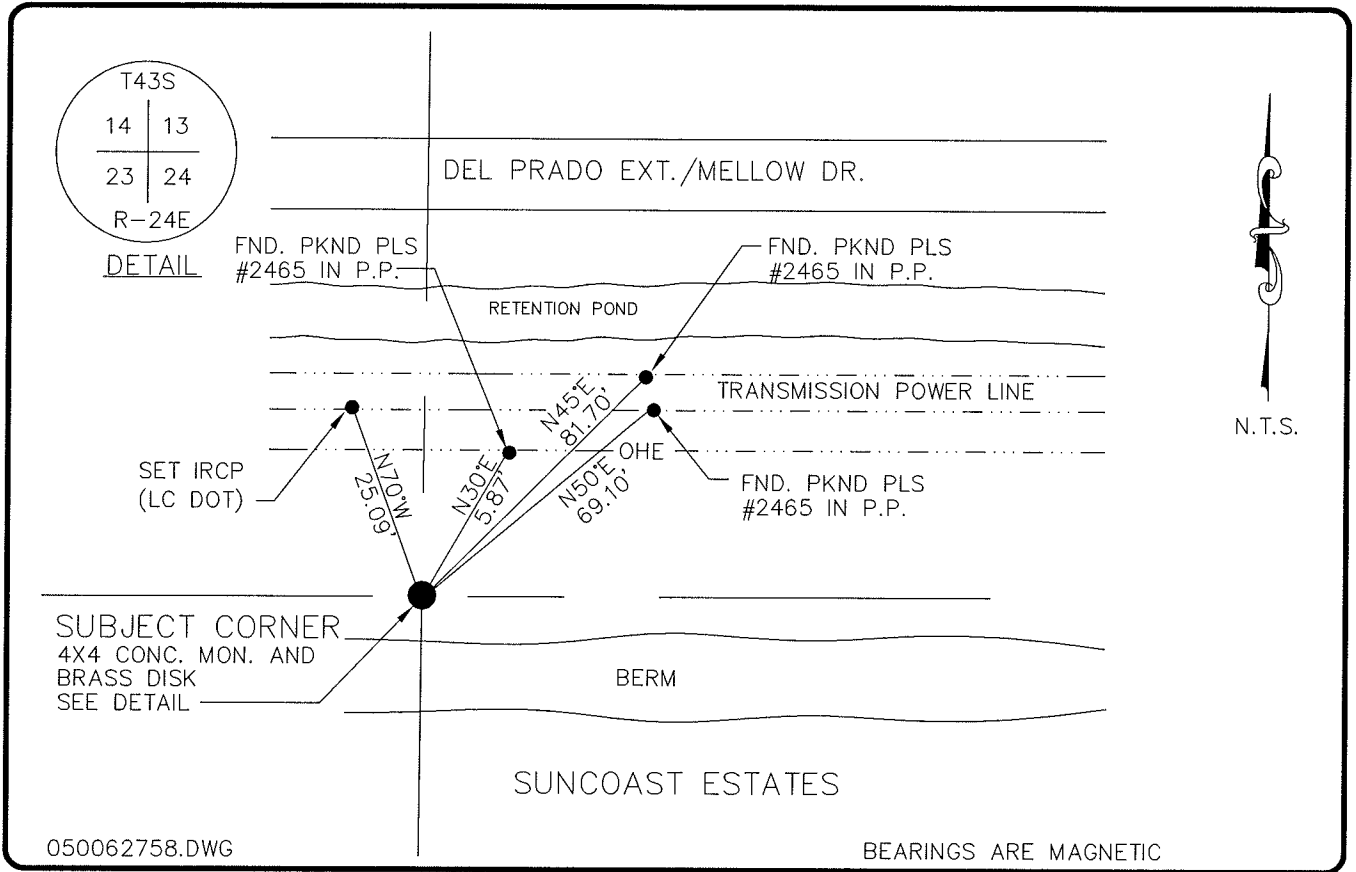 T43S
14 13
23 24
R-24E
DETAIL
DEL PRADO EXT./MELLOW DR.
FND. PKND PLS
#2465 IN P.P.
FND. PKND PLS
#2465 IN P.P.
RETENTION POND
TRANSMISSION POWER LINE
N.T.S.
SET IRCP
(LC DOT)
N70°W
25.09'
N30°E
5.87'
N45°E
81.70'
N50°E
69.10'
OHE
FND. PKND PLS
#2465 IN P.P.
SUBJECT CORNER
4X4 CONC. MON. AND
BRASS DISK
SEE DETAIL
BERM
SUNCOAST ESTATES
050062758.DWG
BEARINGS ARE MAGNETIC